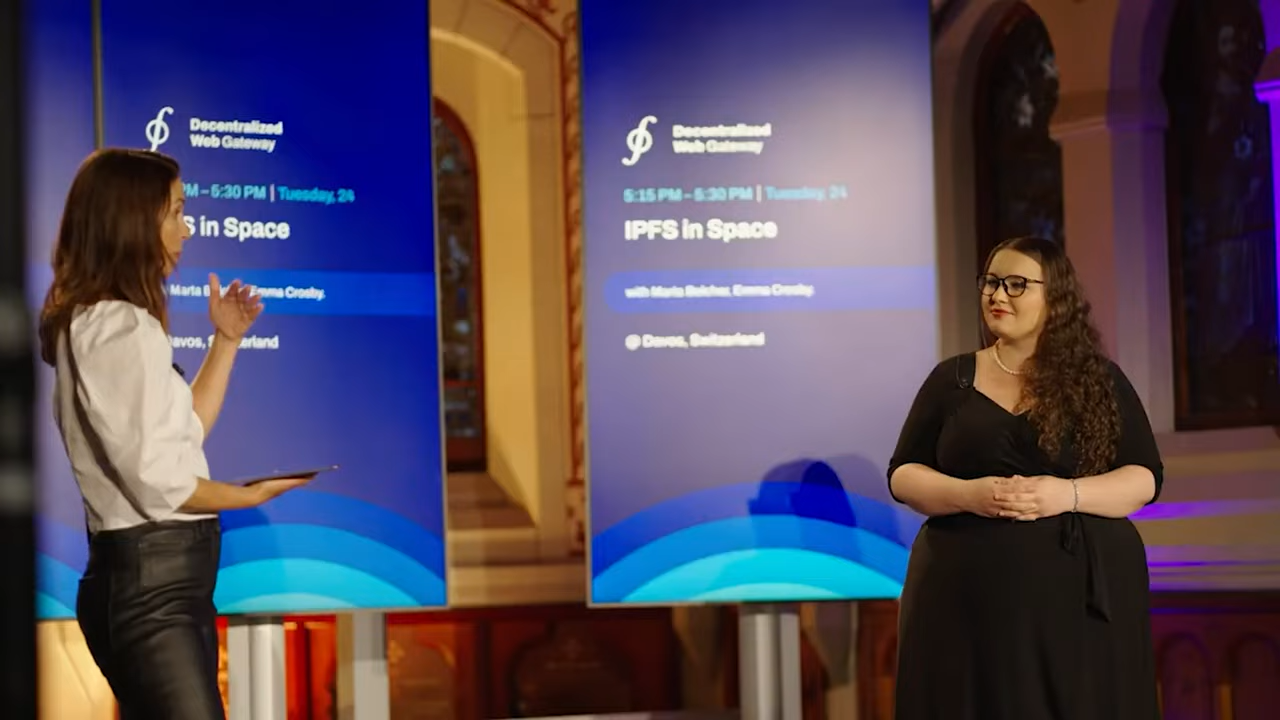 Decentralized
Web Gateway
PM – 5:30 PM | Tuesday, 24
S in Space
Marta B Emma Crosby.
Davos, S zerland
Decentralized
Web Gateway
5:15 PM – 5:30 PM | Tuesday, 24
IPFS in Space
with Marta Belcher, Emma Crosby.
@ Davos, Switzerland